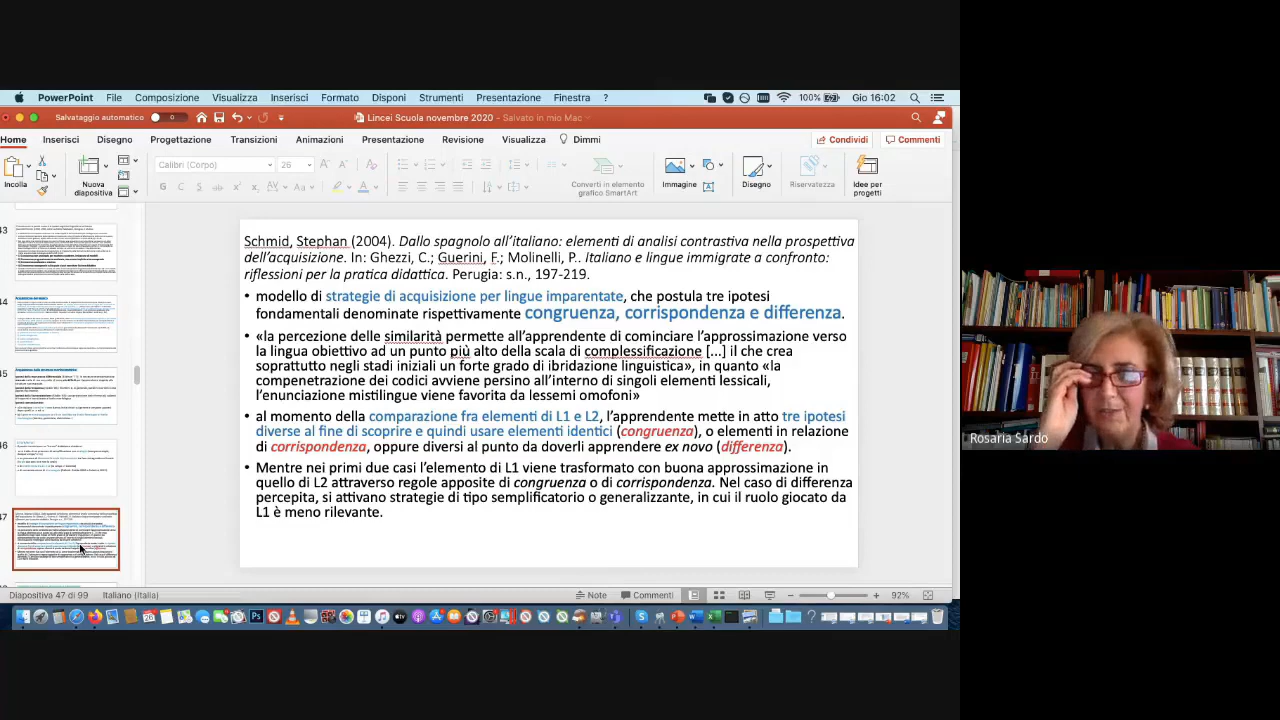 PowerPoint File Composizione Visualizza Inserisci Formato Disponi Strumenti Presentazione Finestra ? 100% Gio 16:02
Salvataggio automatico Lincei Scuola novembre 2020 - Salvato in mio Mac
Home Inserisci Disegno Progettazione Transizioni Animazioni Presentazione Revisione Visualizza Dimmi Condividi Commenti
Calibri (Corpo) 26
Incolla Nuova diapositiva Converti in elemento grafico SmartArt Immagine Disegno Riservatezza Idee per progetti
Schmid, Stephan (2004). Dallo spagnolo all'italiano: elementi di analisi contrastiva nella prospettiva
dell'acquisizione. In: Ghezzi, C.; Molinelli, P. Italiano e lingue immigrate a confronto:
riflessioni per la pratica didattica. Perugia: s.n., 197-219.
• modello di strategie di acquisizione per lingue imparentate, che postula tre ipotesi
fondamentali denominate rispettivamente congruenza, corrispondenza e differenza.
• «la percezione delle similarità permette all'apprendente di cominciare l'approssimazione verso
la lingua obiettivo ad un punto più alto della scala di complessificazione [...] il che crea
soprattutto negli stadi iniziali un forte grado di ibridazione linguistica», in quanto «la
compenetrazione dei codici avviene persino all'interno di singoli elementi lessicali,
l'enunciazione mistilingue viene favorita da lessemi omofoni»
• al momento della comparazione fra elementi di L1 e L2, l'apprendente mette in atto tre ipotesi
diverse al fine di scoprire e quindi usare elementi identici (congruenza), o elementi in relazione
di corrispondenza, oppure diversi al punto da doverli apprendere ex novo (differenza).
• Mentre nei primi due casi l'elemento di L1 viene trasformato con buona approssimazione in
quello di L2 attraverso regole apposite di congruenza o di corrispondenza. Nel caso di differenza
percepita, si attivano strategie di tipo semplificatorio o generalizzante, in cui il ruolo giocato da
L1 è meno rilevante.
Rosaria Sardo
Diapositiva 47 di 99 Italiano (Italia) Note Commenti 92%